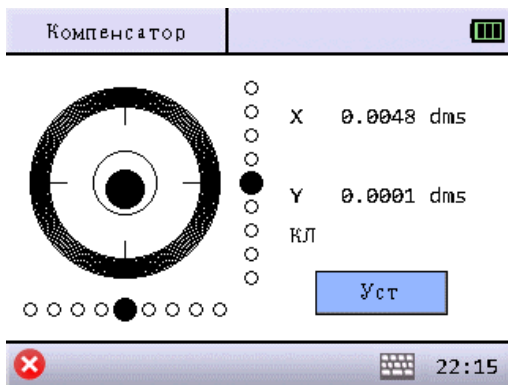 Компенсатор
X 0.0048 dms
Y 0.0001 dms
КЛ
Уст
22:15